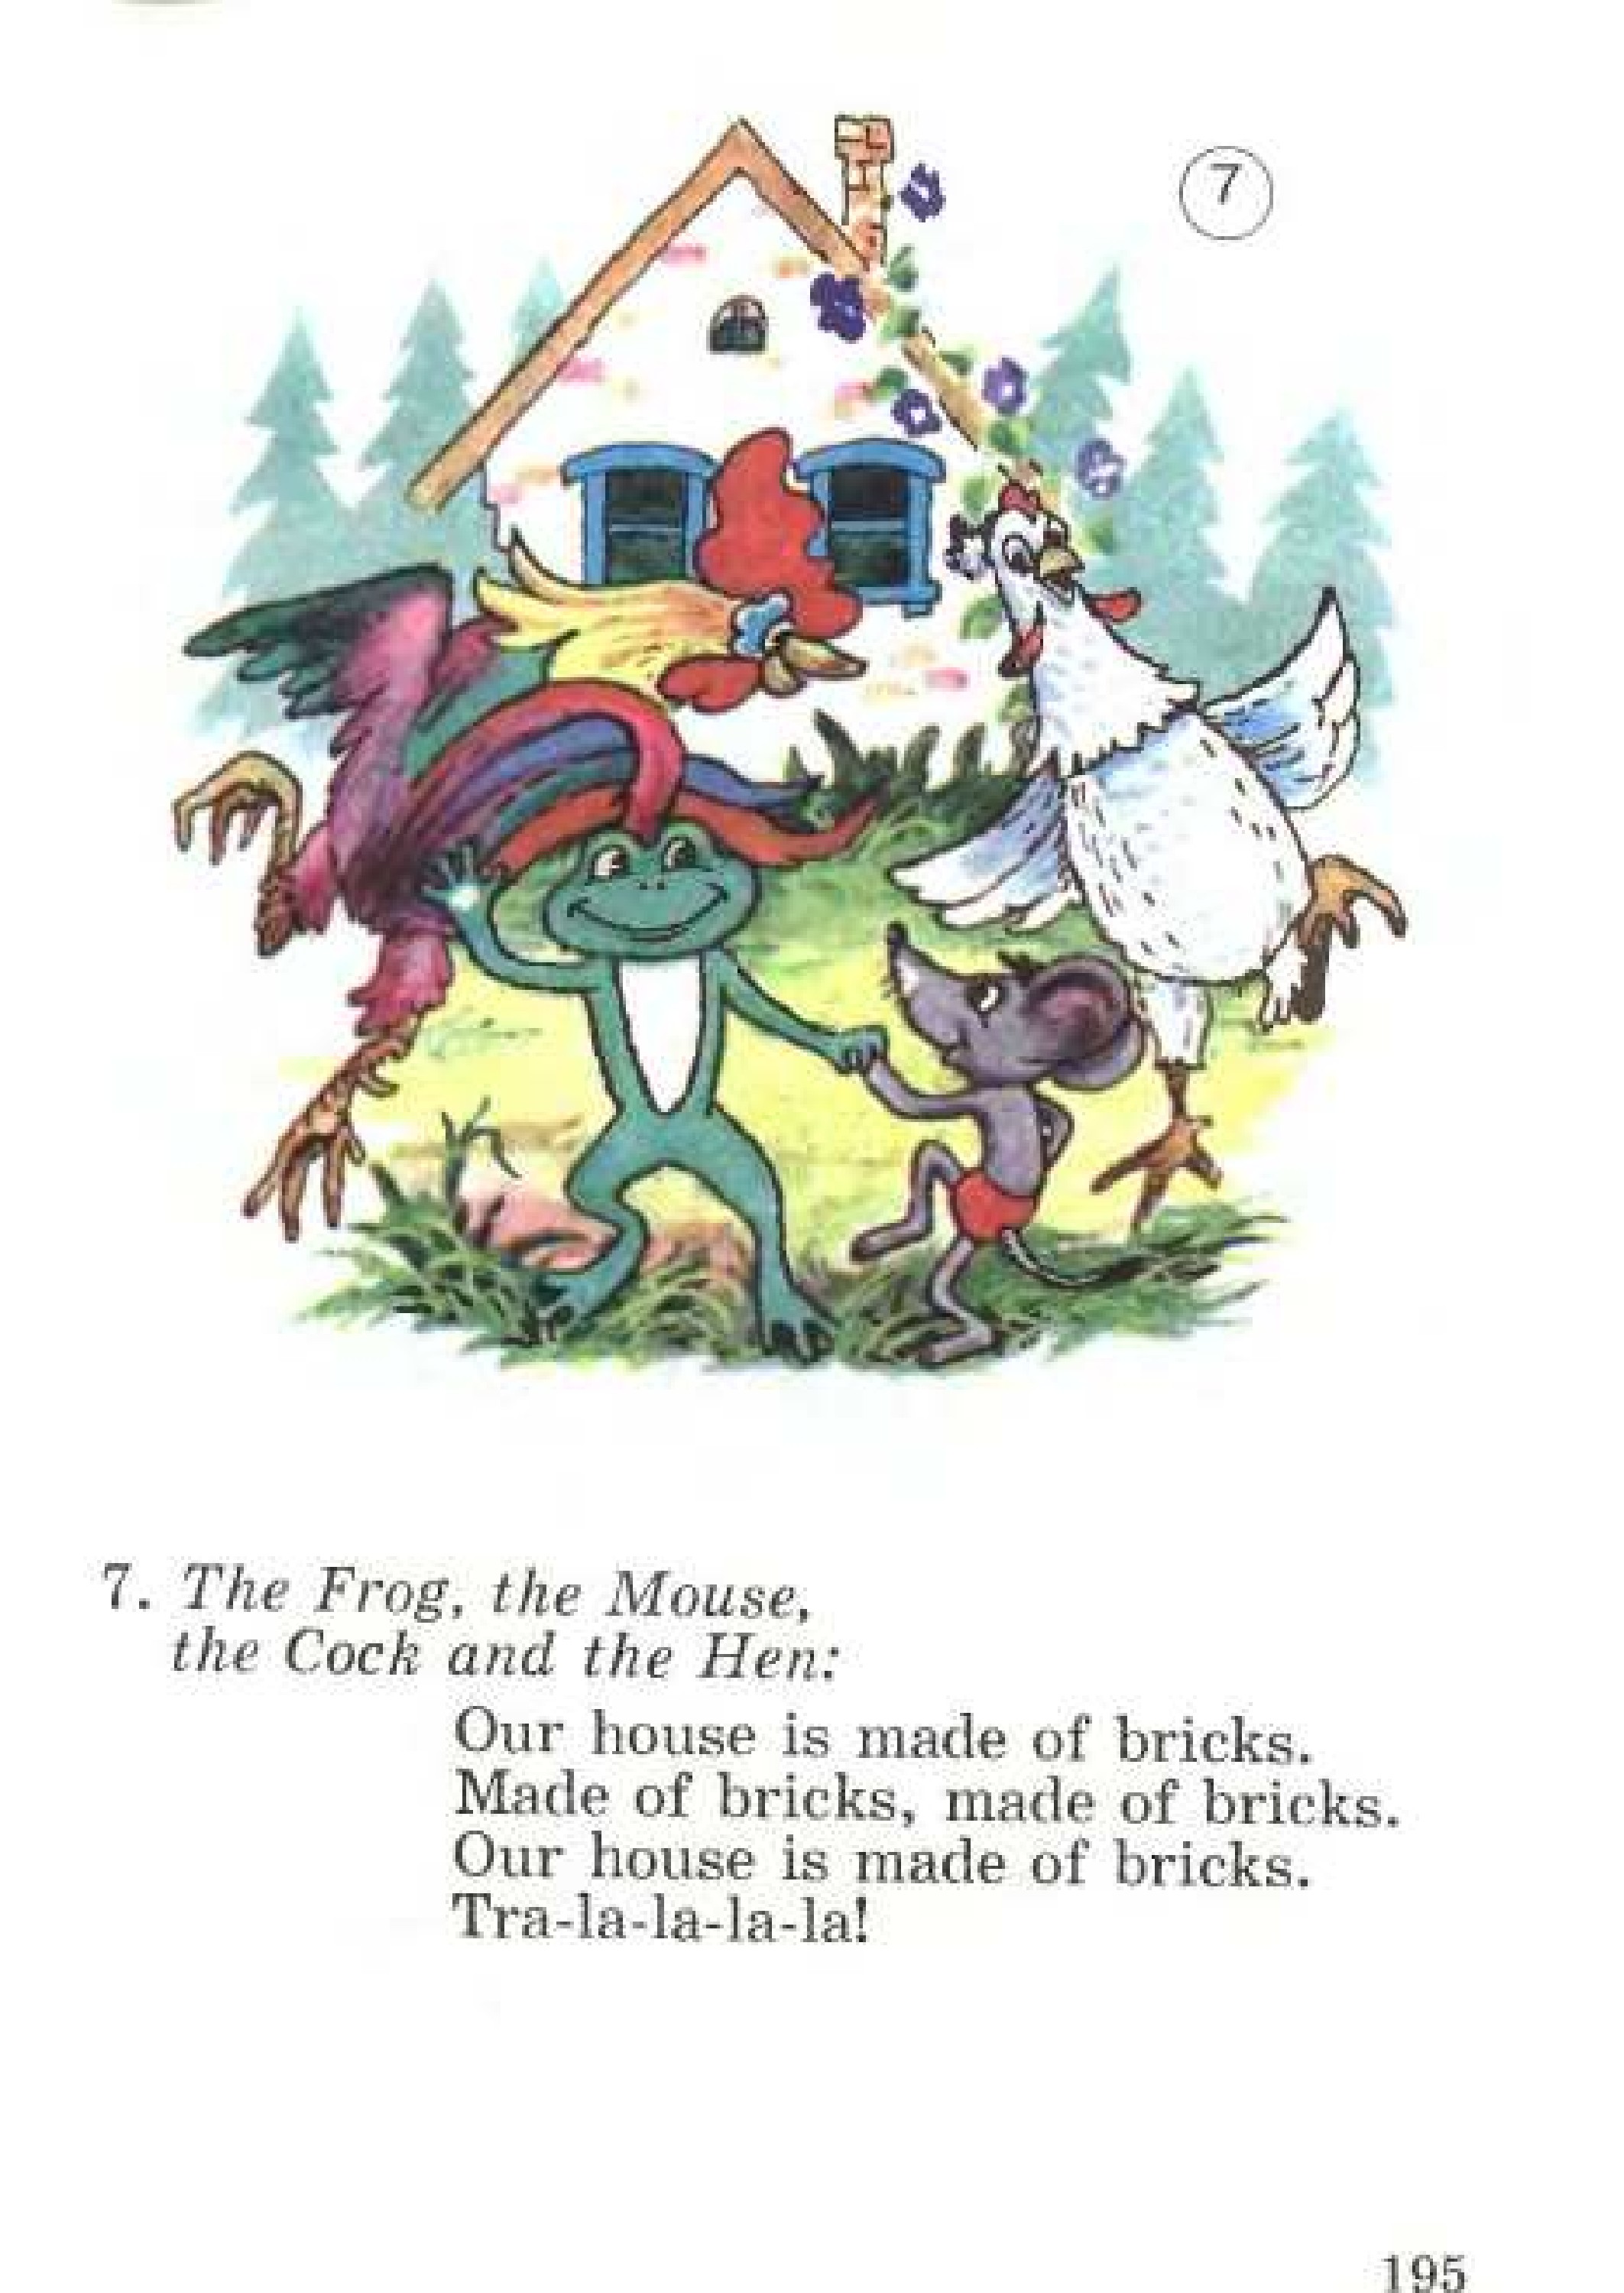 7
7. The Frog, the Mouse,
the Cock and the Hen:
Our house is made of bricks.
Made of bricks, made of bricks.
Our house is made of bricks.
Tra-la-la-la-la!
195